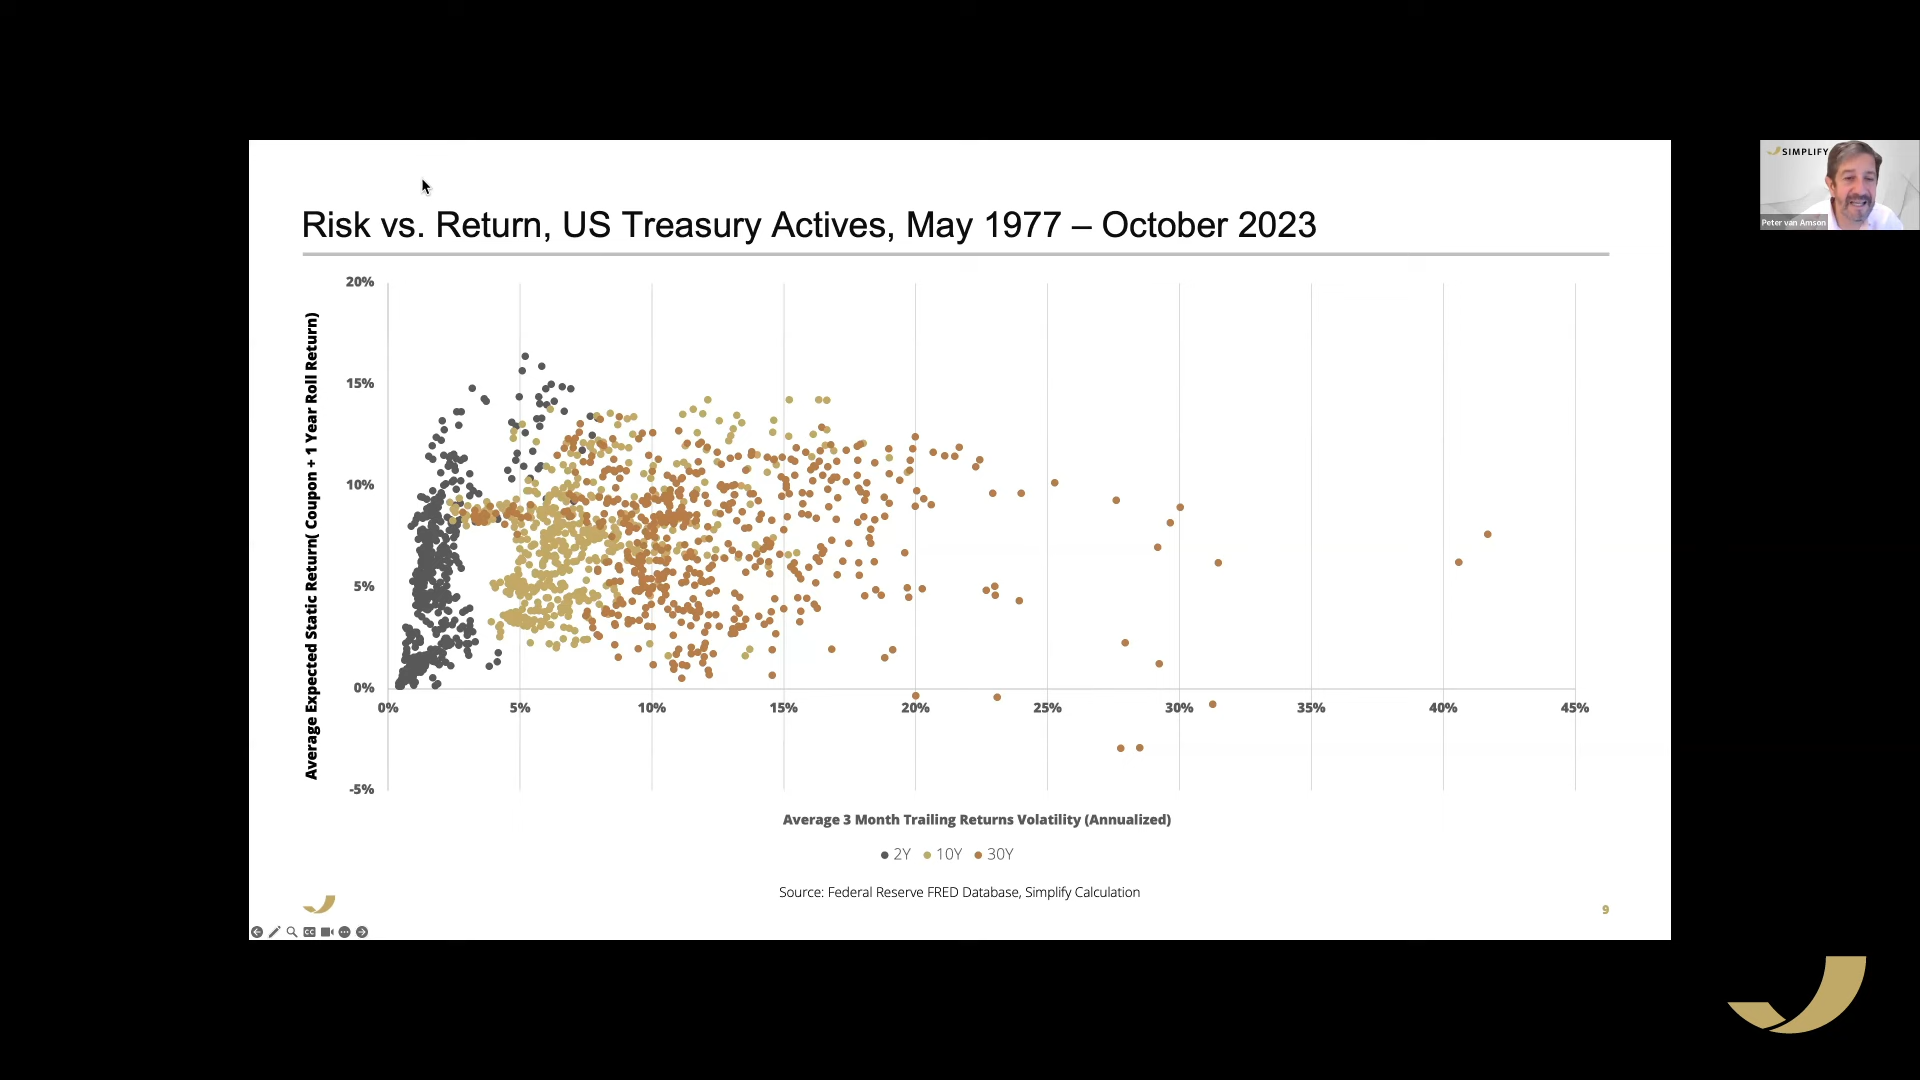 SIMPLIFY
Peter van Amson
Risk vs. Return, US Treasury Actives, May 1977 – October 2023
Average Expected Static Return( Coupon + 1 Year Roll Return)
20%
15%
10%
5%
0%
-5%
0% 5% 10% 15% 20% 25% 30% 35% 40% 45%
Average 3 Month Trailing Returns Volatility (Annualized)
2Y 10Y 30Y
Source: Federal Reserve FRED Database, Simplify Calculation
9
CC